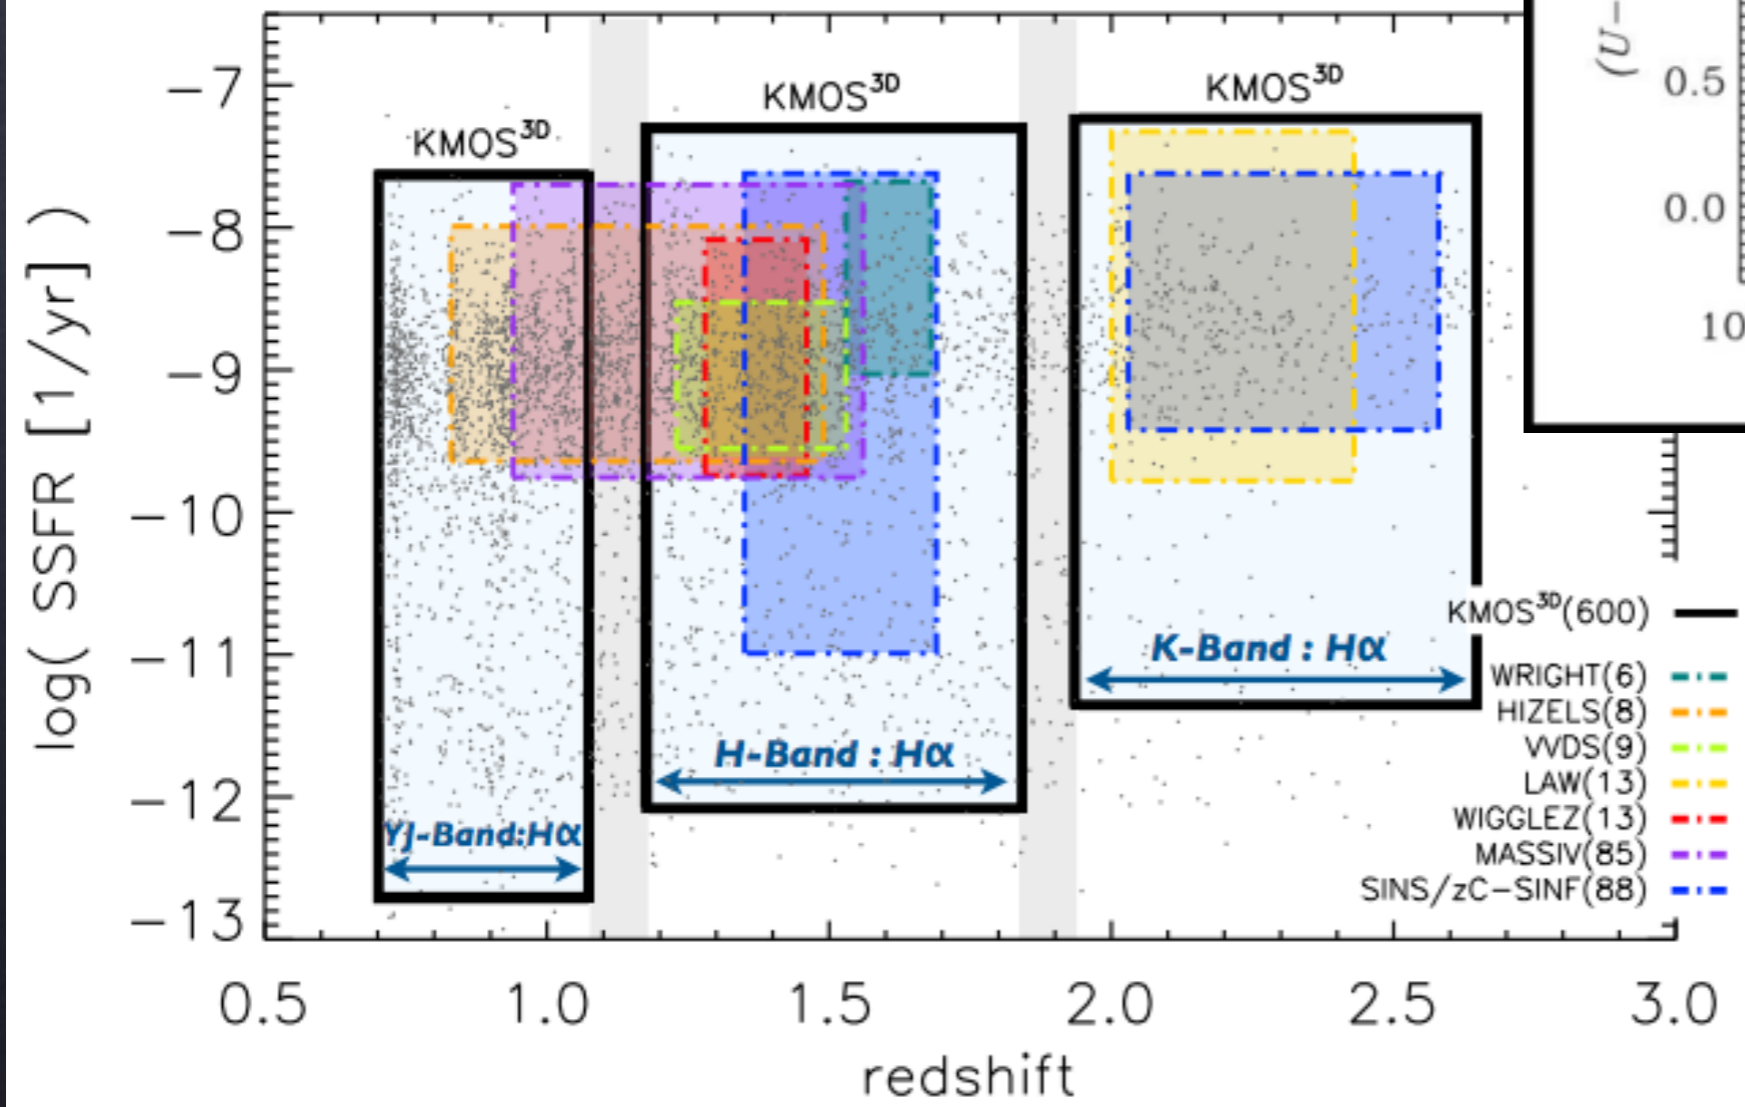 (U-
0.5
0.0
10
-7
-8
-9
-10
-11
-12
-13
log( SSFR [1/yr] )
KMOS3D
KMOS3D
KMOS3D
YJ-Band:Hα
H-Band : Hα
K-Band : Hα
KMOS3D(600)
WRIGHT(6)
HIZELS(8)
VVDS(9)
LAW(13)
WIGGLEZ(13)
MASSIV(85)
SINS/zC-SINF(88)
0.5 1.0 1.5 2.0 2.5 3.0
redshift